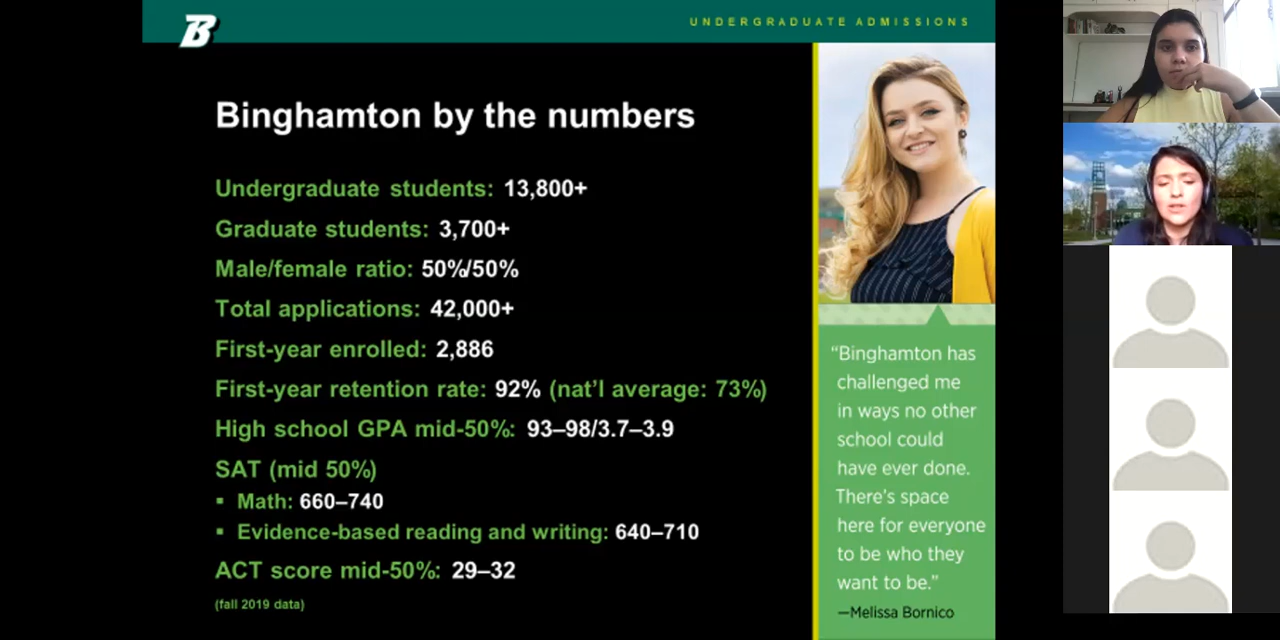 B
UNDERGRADUATE ADMISSIONS
Binghamton by the numbers
Undergraduate students: 13,800+
Graduate students: 3,700+
Male/female ratio: 50%/50%
Total applications: 42,000+
First-year enrolled: 2,886
First-year retention rate: 92% (nat’l average: 73%)
High school GPA mid-50%: 93–98/3.7–3.9
SAT (mid 50%)
▪ Math: 660–740
▪ Evidence-based reading and writing: 640–710
ACT score mid-50%: 29–32
(fall 2019 data)
“Binghamton has
challenged me
in ways no other
school could
have ever done.
There’s space
here for everyone
to be who they
want to be.”
—Melissa Bornico